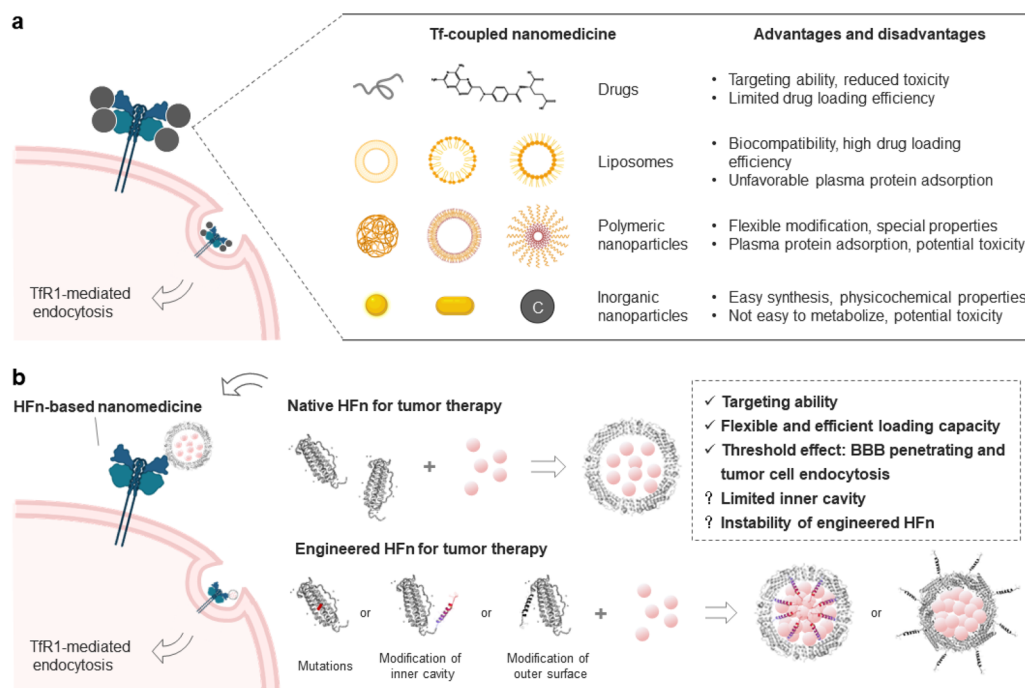 a
Tf-coupled nanomedicine
Advantages and disadvantages
Drugs
• Targeting ability, reduced toxicity
• Limited drug loading efficiency
Liposomes
• Biocompatibility, high drug loading
efficiency
• Unfavorable plasma protein adsorption
Polymeric
nanoparticles
• Flexible modification, special properties
• Plasma protein adsorption, potential toxicity
Inorganic
nanoparticles
C
• Easy synthesis, physicochemical properties
• Not easy to metabolize, potential toxicity
TfR1-mediated
endocytosis
b
HFn-based nanomedicine
Native HFn for tumor therapy
+
✓ Targeting ability
✓ Flexible and efficient loading capacity
✓ Threshold effect: BBB penetrating and
tumor cell endocytosis
? Limited inner cavity
? Instability of engineered HFn
Engineered HFn for tumor therapy
or
or
+
or
Mutations
Modification of
inner cavity
Modification of
outer surface
TfR1-mediated
endocytosis